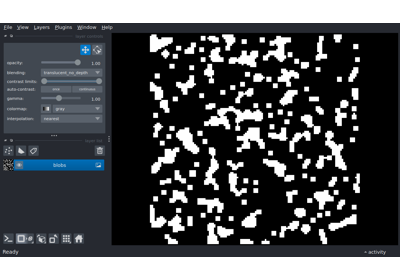 File View Layers Plugins Window Help
opacity: 1.00
blending: translucent_no_depth
contrast limits:
auto-contrast: once continuous
gamma: 1.00
colormap: gray
interpolation: nearest
blobs
Ready activity